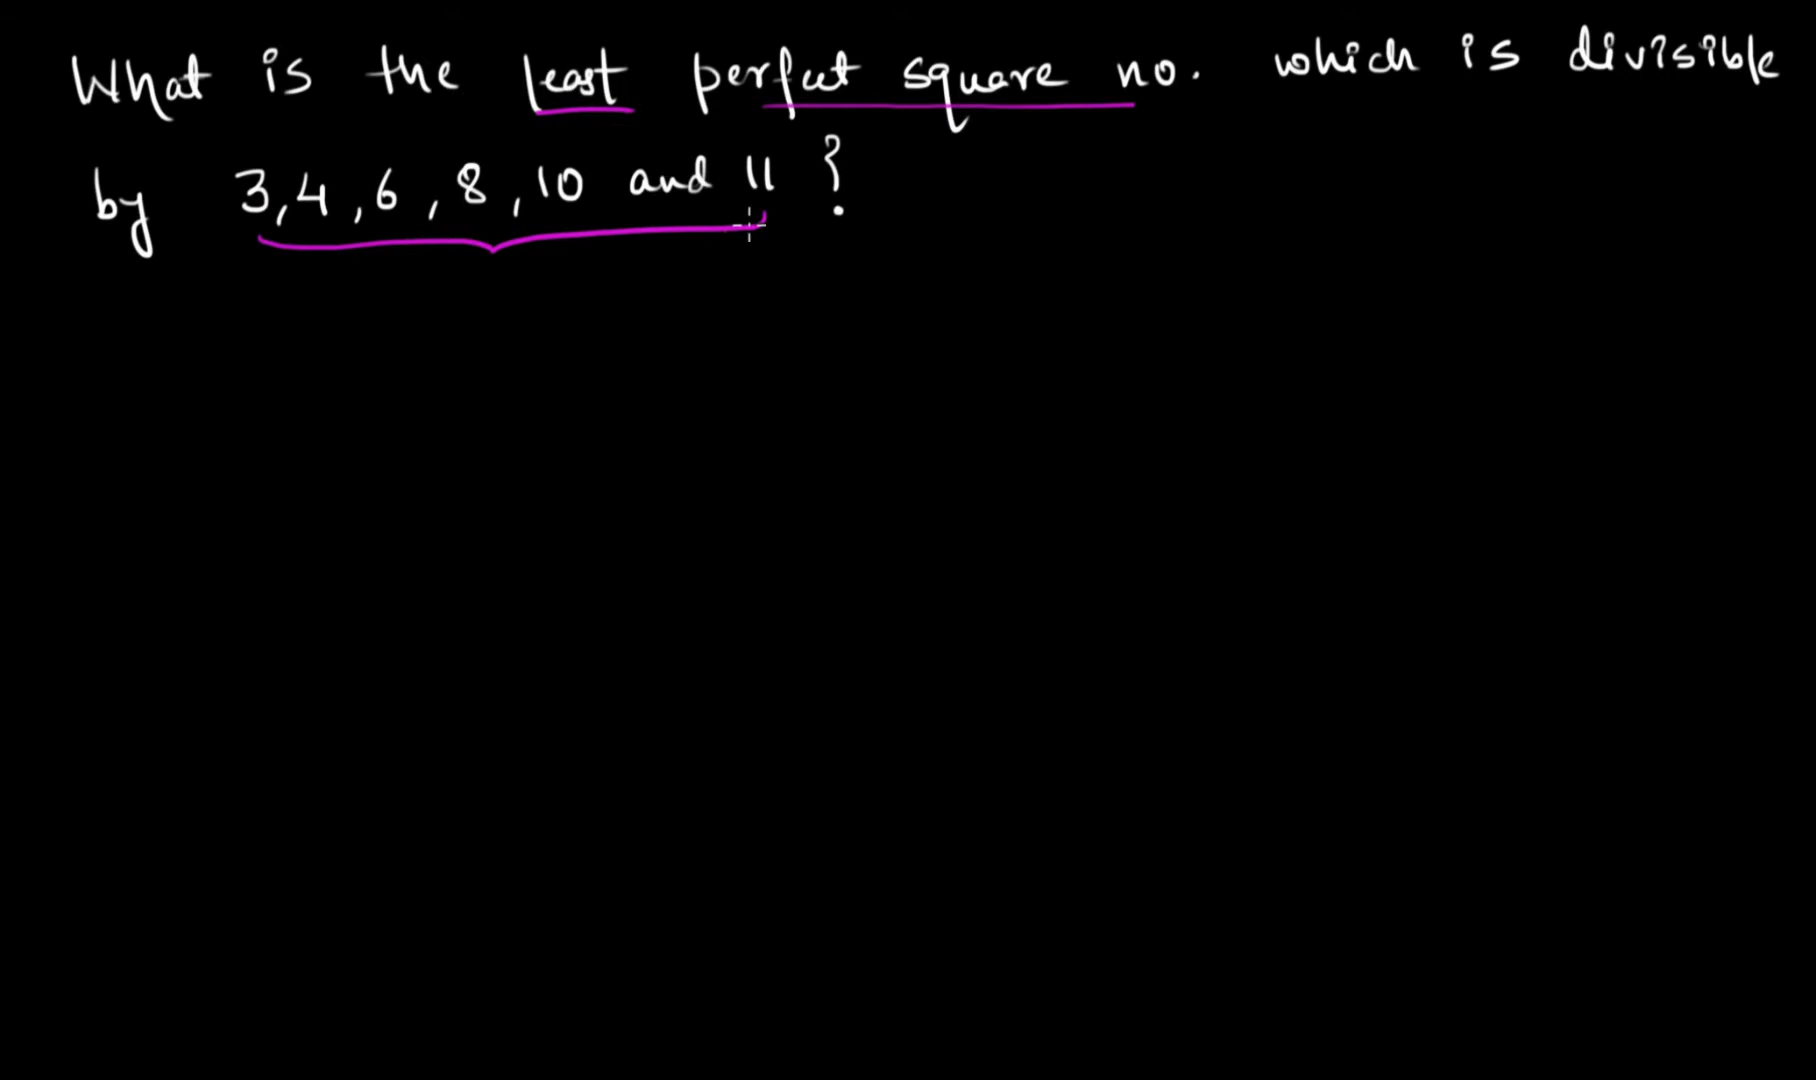 What is the least perfect square no. which is divisible
by 3, 4, 6, 8, 10 and 11 ?